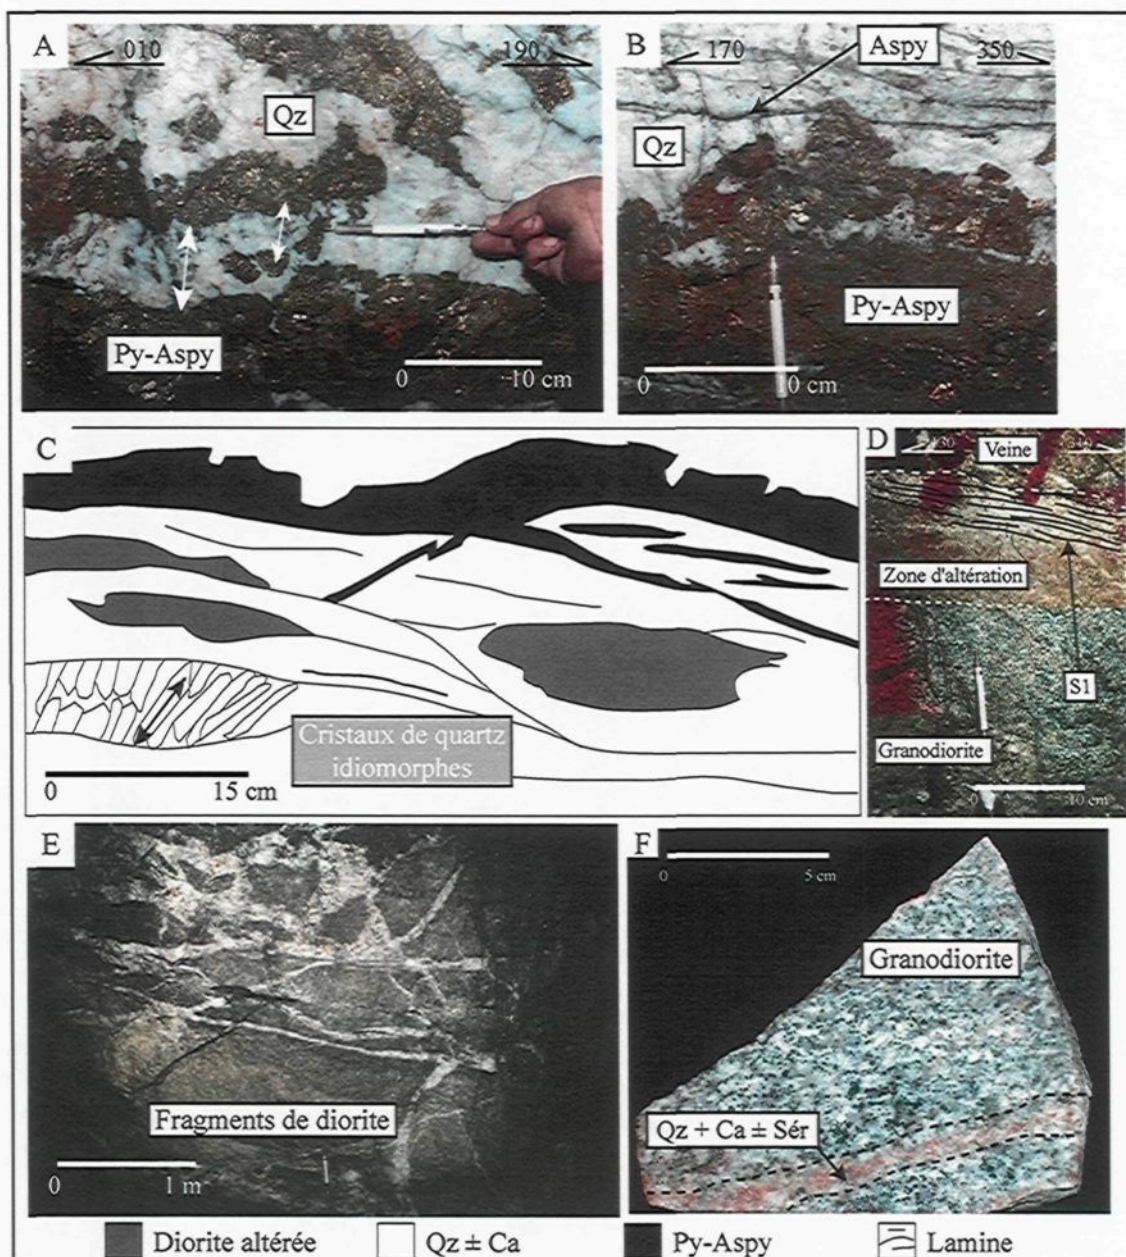 A
010
190
Qz
Py-Aspy
0 10 cm
B
170
Aspy
350
Qz
Py-Aspy
0 0 cm
C
Cristaux de quartz
idiomorphes
0 15 cm
D
Veine
Zone d'altération
S1
Granodiorite
0 10 cm
E
Fragments de diorite
0 1 m
F
0 5 cm
Granodiorite
Qz + Ca ± Sér
Diorite altérée
Qz ± Ca
Py-Aspy
Lamine